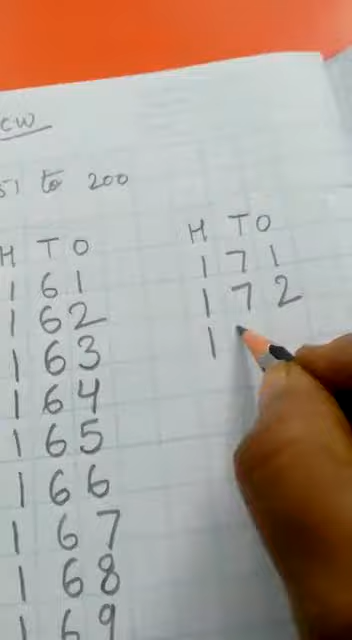 CW
51 to 200
H T O
1 6 1
1 6 2
1 6 3
1 6 4
1 6 5
1 6 6
1 6 7
1 6 8
1 6 9
H T O
1 7 1
1 7 2
1